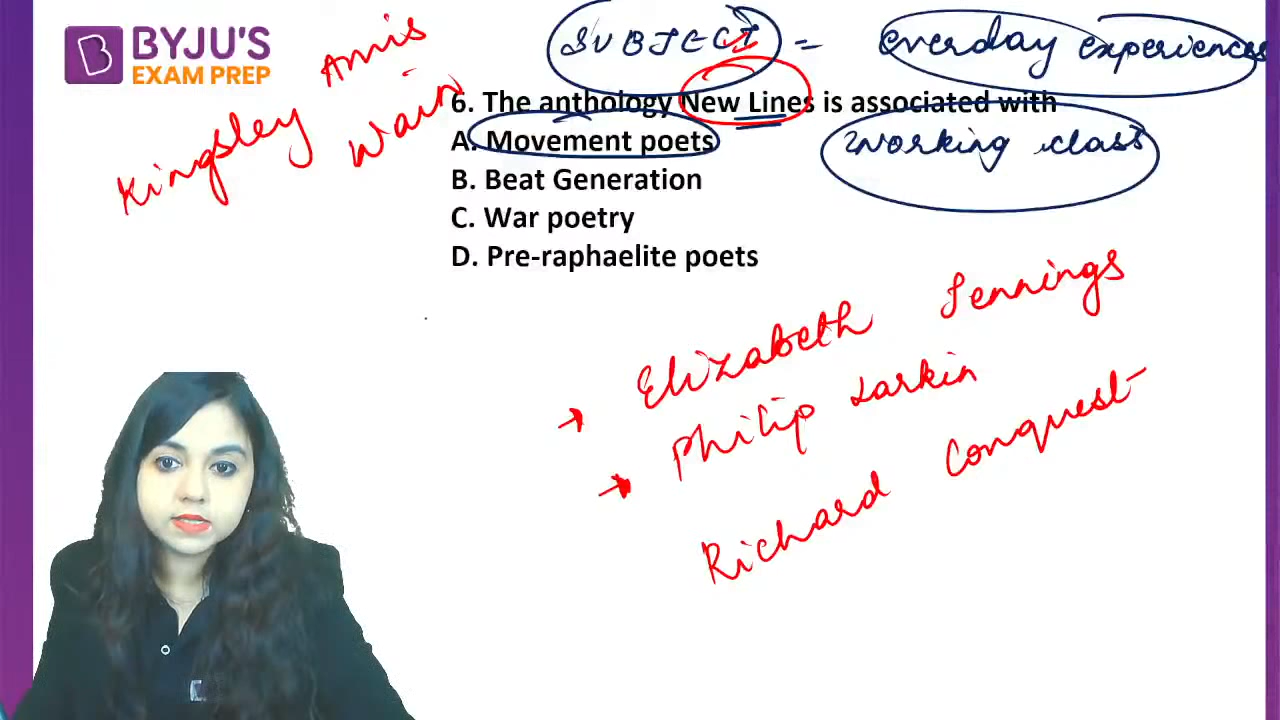 BYJU'S
EXAM PREP
Kingsley Amis
Wain
SUBJECT = everday experiences
working class
6. The anthology New Lines is associated with
A. Movement poets
B. Beat Generation
C. War poetry
D. Pre-raphaelite poets
Elizabeth Jennings
Philip Larkin
Richard Conquest